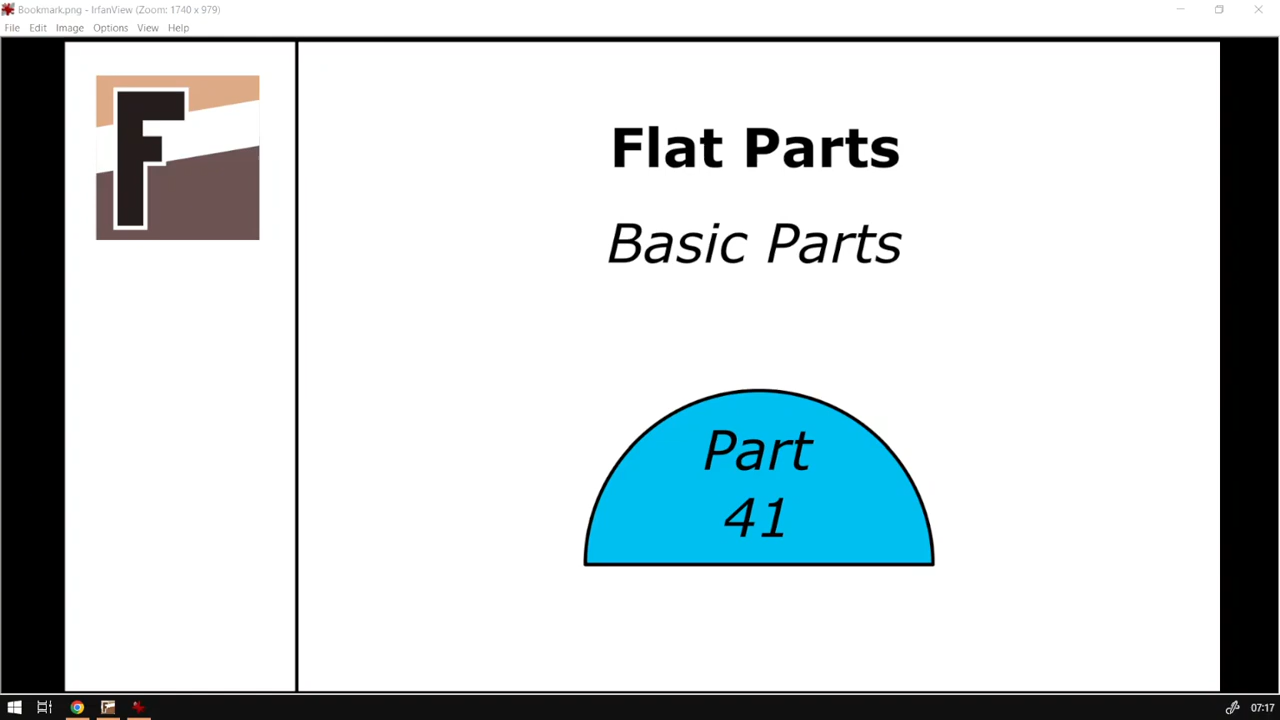 Bookmark.png - IrfanView (Zoom: 1740 x 979)
File Edit Image Options View Help
F
Flat Parts
Basic Parts
Part
41
07:17